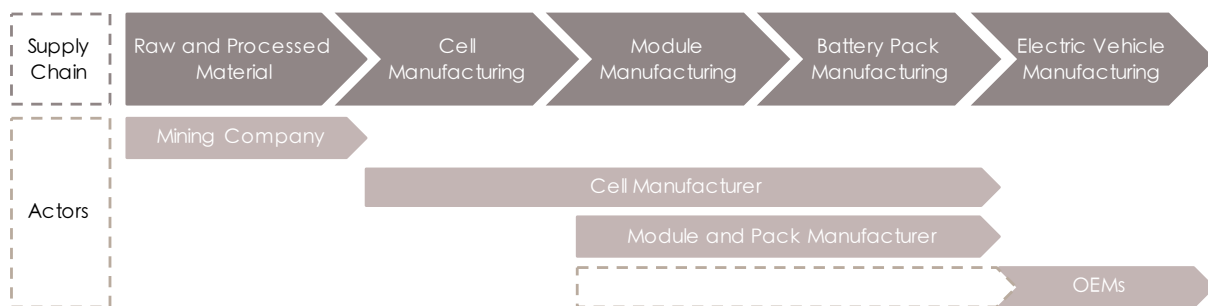 Supply
Chain
Raw and Processed
Material
Cell
Manufacturing
Module
Manufacturing
Battery Pack
Manufacturing
Electric Vehicle
Manufacturing
Actors
Mining Company
Cell Manufacturer
Module and Pack Manufacturer
OEMs